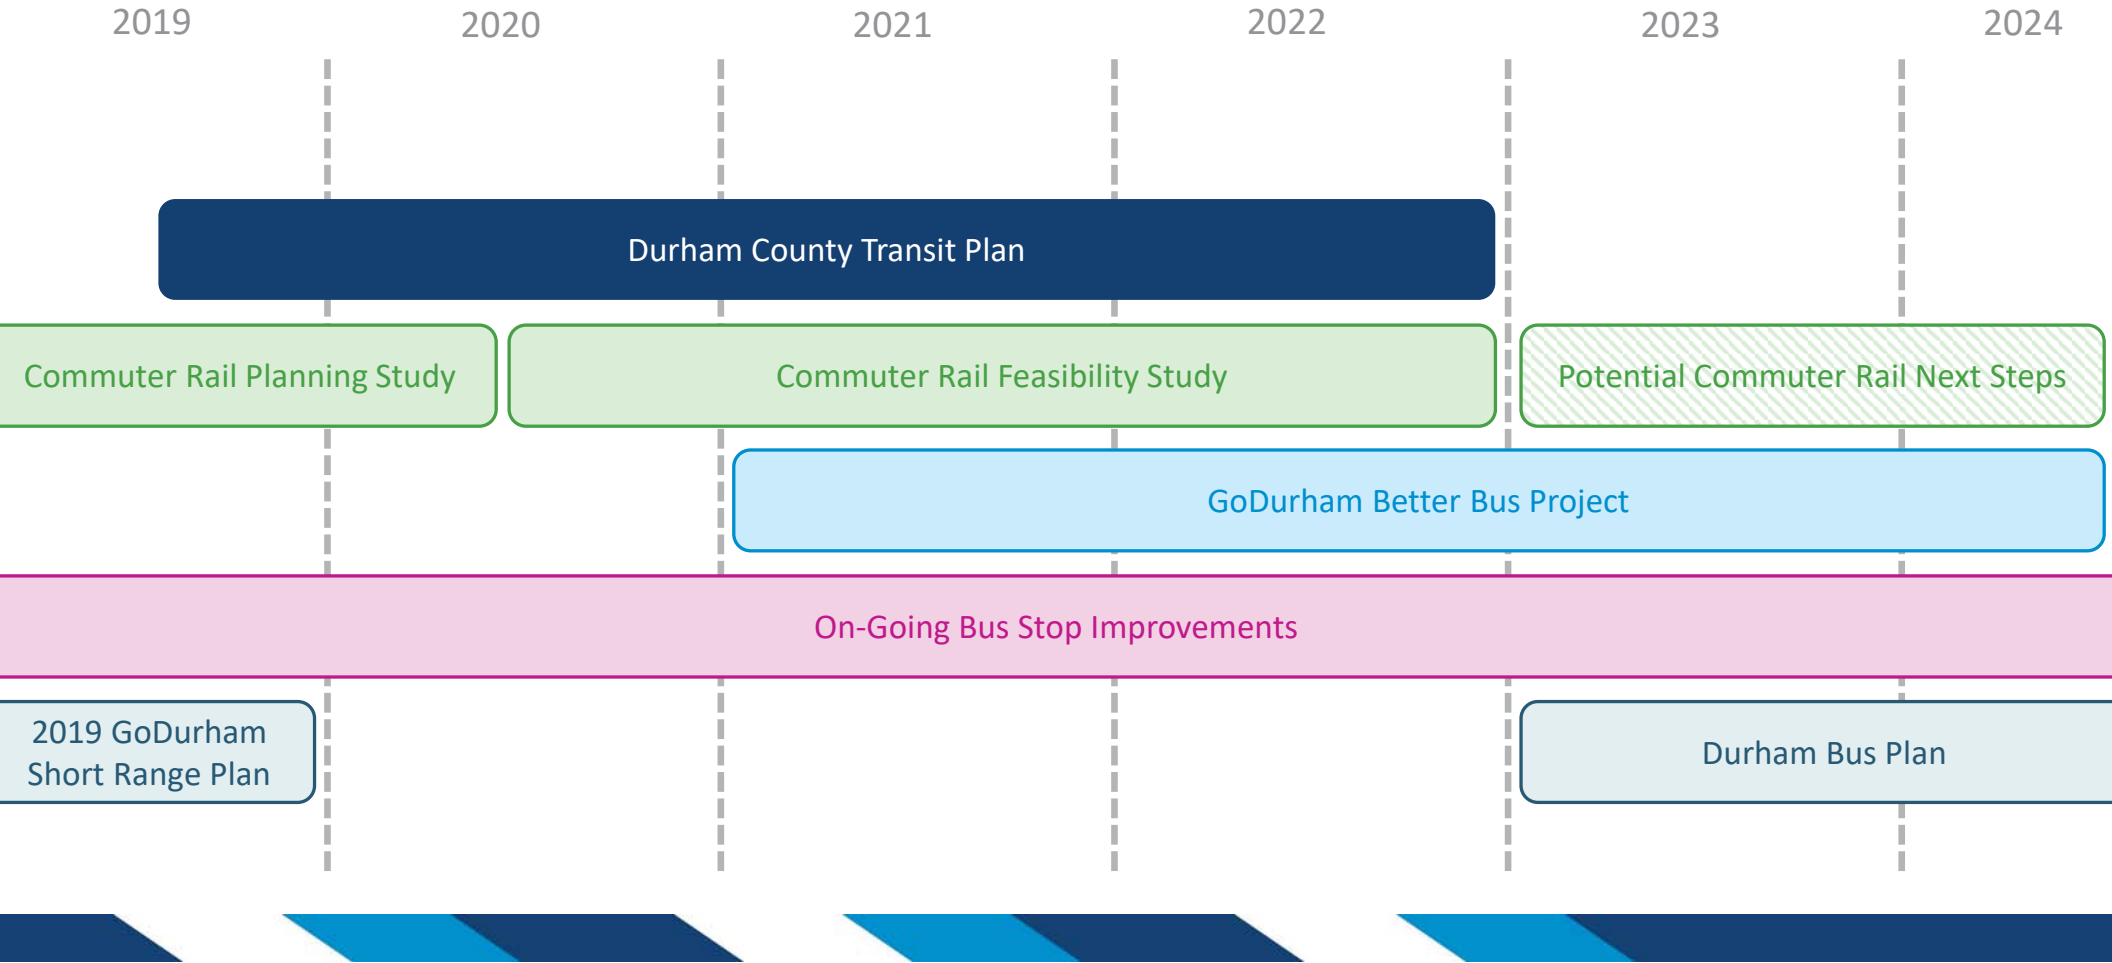 2019
2020
2021
2022
2023
2024
Durham County Transit Plan
Commuter Rail Planning Study
Commuter Rail Feasibility Study
Potential Commuter Rail Next Steps
GoDurham Better Bus Project
On-Going Bus Stop Improvements
2019 GoDurham
Short Range Plan
Durham Bus Plan